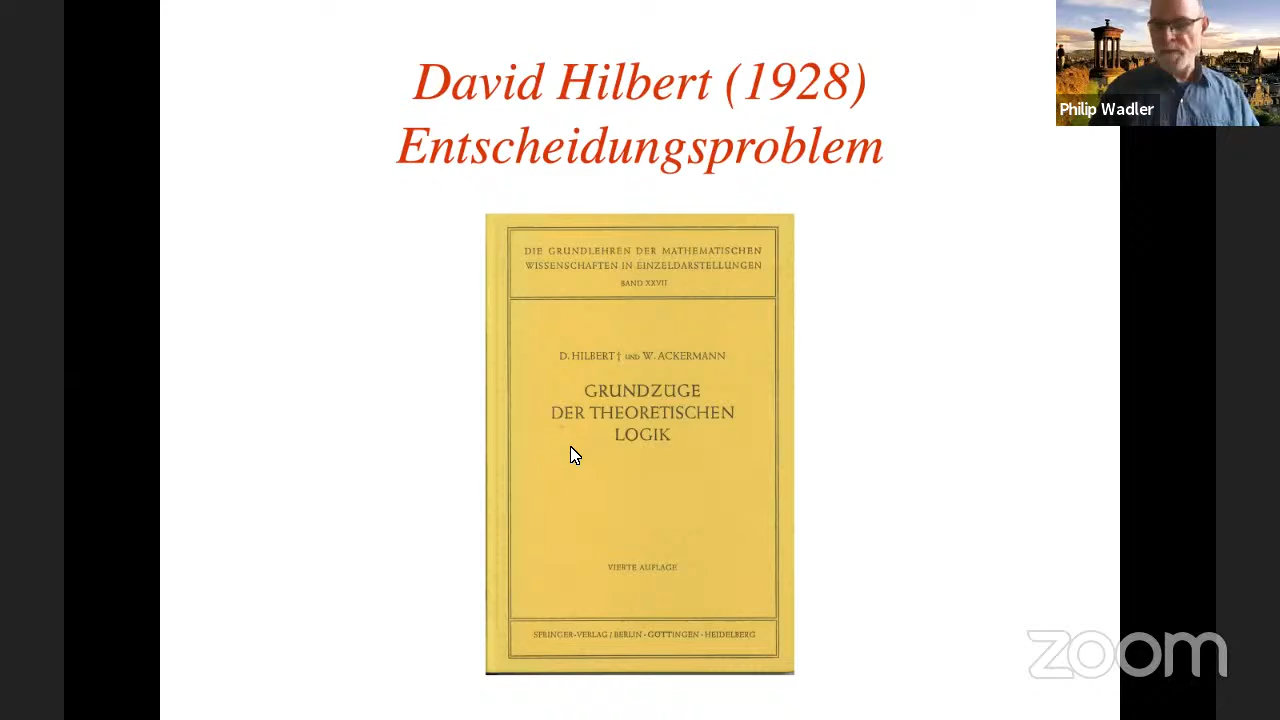 David Hilbert (1928)
Entscheidungsproblem
Philip Wadler
DIE GRUNDLEHREN DER MATHEMATISCHEN
WISSENSCHAFTEN IN EINZELDARSTELLUNGEN
BAND XXVII
D. HILBERT† UND W. ACKERMANN
GRUNDZÜGE
DER THEORETISCHEN
LOGIK
VIERTE AUFLAGE
SPRINGER-VERLAG / BERLIN · GÖTTINGEN · HEIDELBERG
zoom